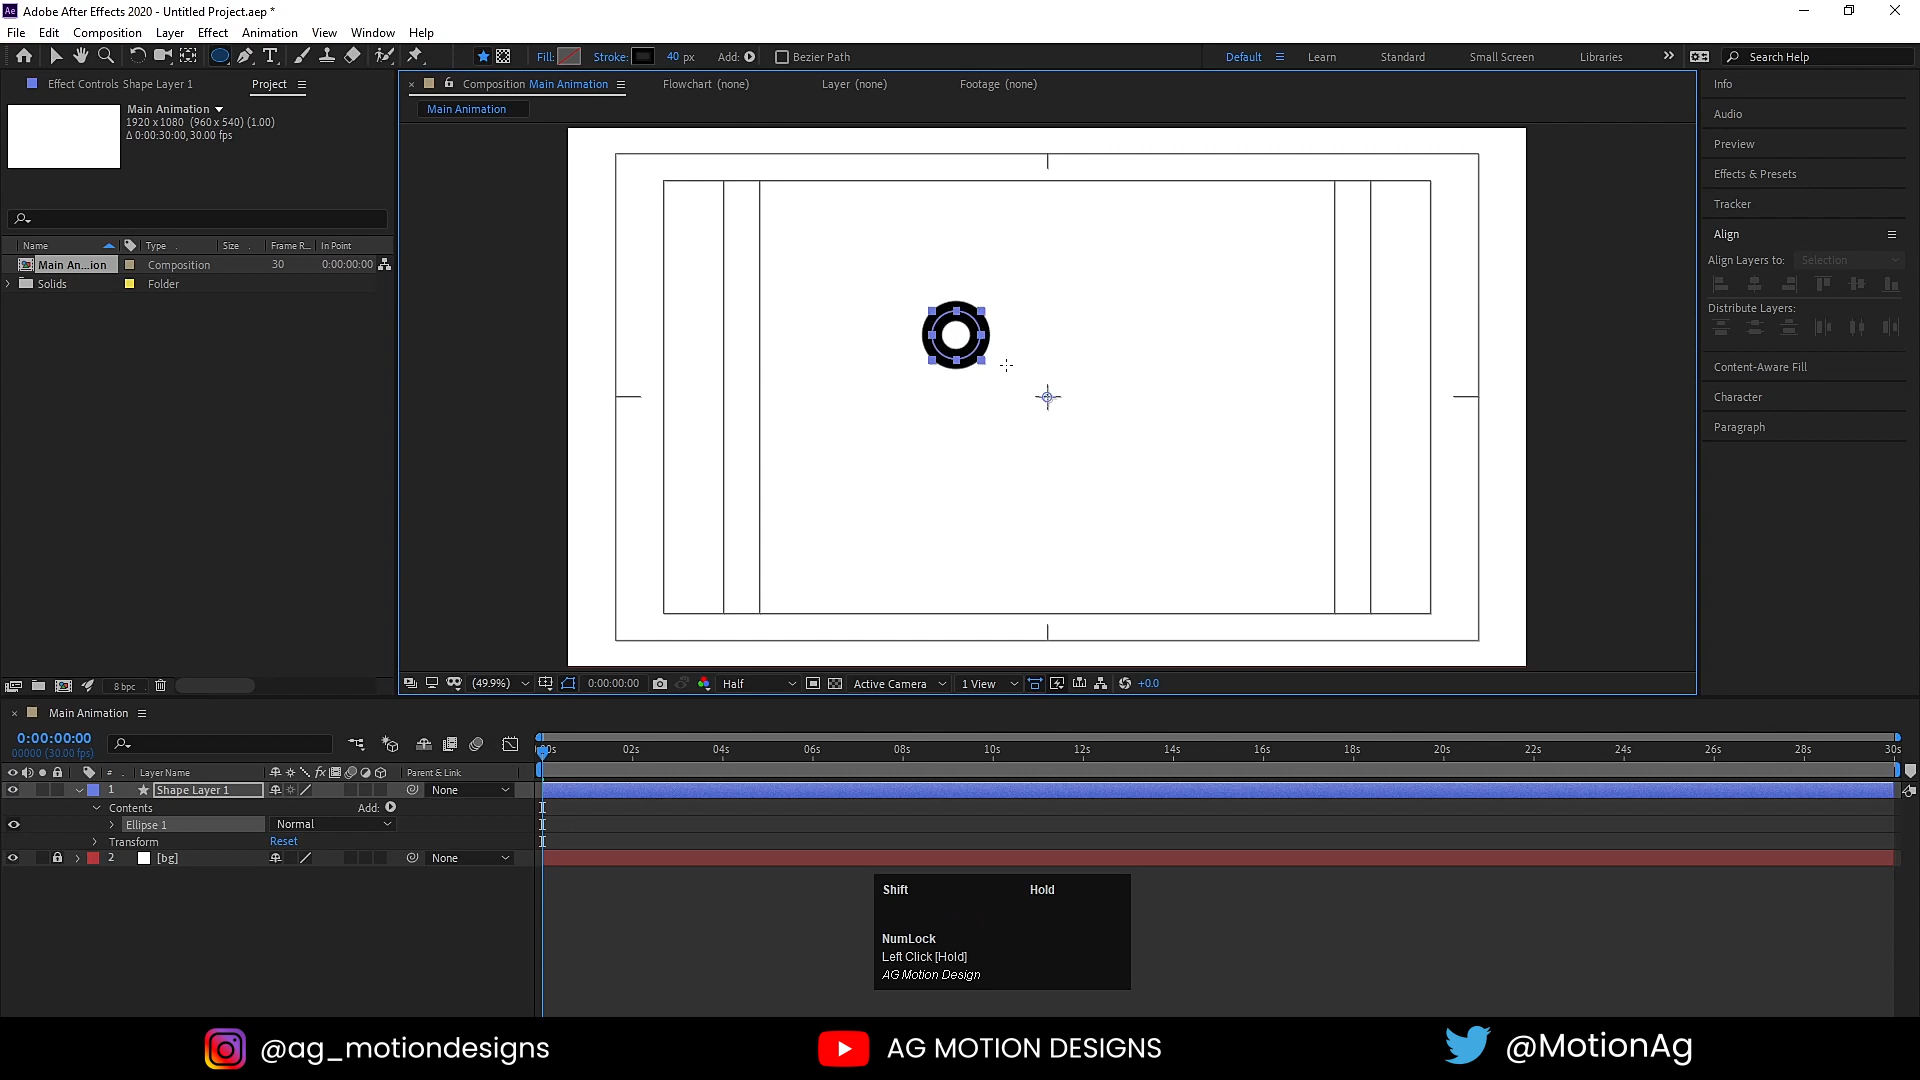 Ae Adobe After Effects 2020 - Untitled Project.aep *
File Edit Composition Layer Effect Animation View Window Help
Fill: Stroke: 40 px Add: Bezier Path Default Learn Standard Small Screen Libraries Search Help
Effect Controls Shape Layer 1 Project
Composition Main Animation Flowchart (none) Layer (none) Footage (none)
Main Animation
Main Animation
1920 x 1080 (960 x 540) (1.00)
Δ 0:00:30:00, 30.00 fps
Name Type Size Frame R... In Point
Main An...ion Composition 30 0:00:00:00
Solids Folder
8 bpc
(49.9%) 0:00:00:00 Half Active Camera 1 View +0.0
Info
Audio
Preview
Effects & Presets
Tracker
Align
Align Layers to: Selection
Distribute Layers:
Content-Aware Fill
Character
Paragraph
Main Animation
0:00:00:00
00000 (30.00 fps)
:00s 02s 04s 06s 08s 10s 12s 14s 16s 18s 20s 22s 24s 26s 28s 30s
# Layer Name fx Parent & Link
1 Shape Layer 1 None
Contents Add:
Ellipse 1 Normal
Transform Reset
2 [bg] None
Shift Hold
NumLock
Left Click [Hold]
AG Motion Design
@ag_motiondesigns AG MOTION DESIGNS @MotionAg